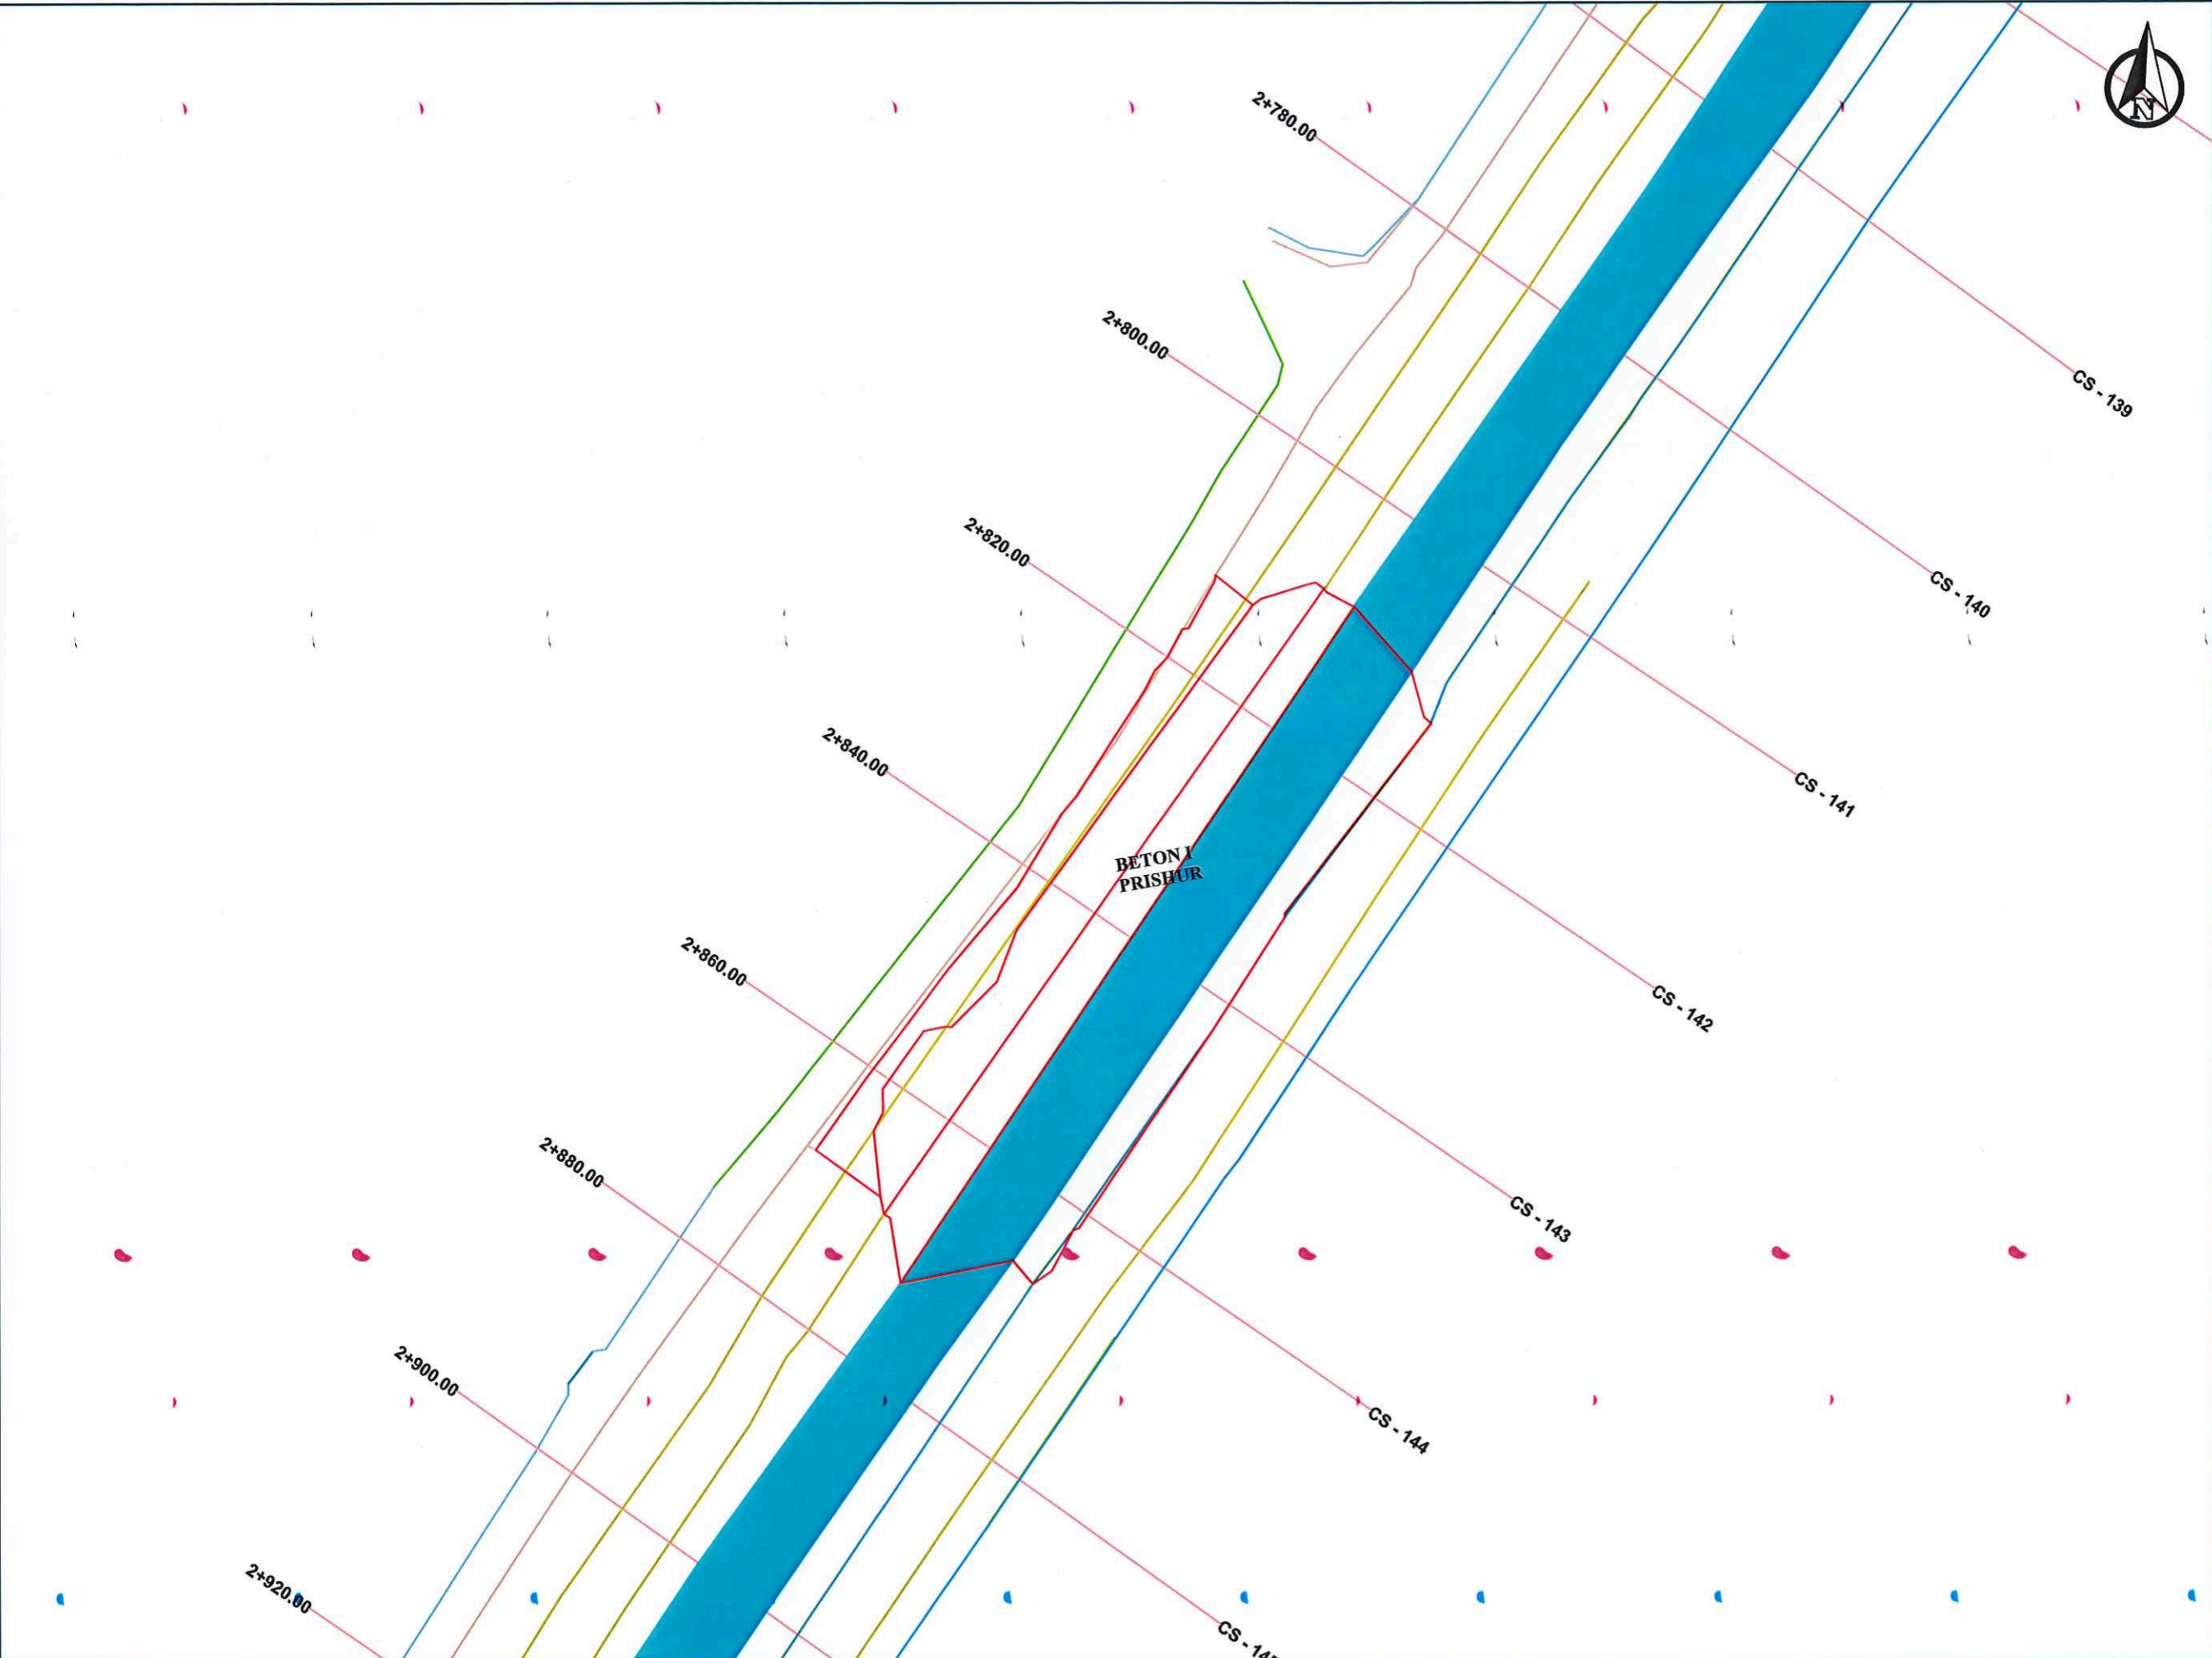 N
2+780.00
2+800.00
CS - 139
2+820.00
CS - 140
2+840.00
CS - 141
BETON I
PRISHUR
2+860.00
CS - 142
2+880.00
CS - 143
2+900.00
CS - 144
2+920.00